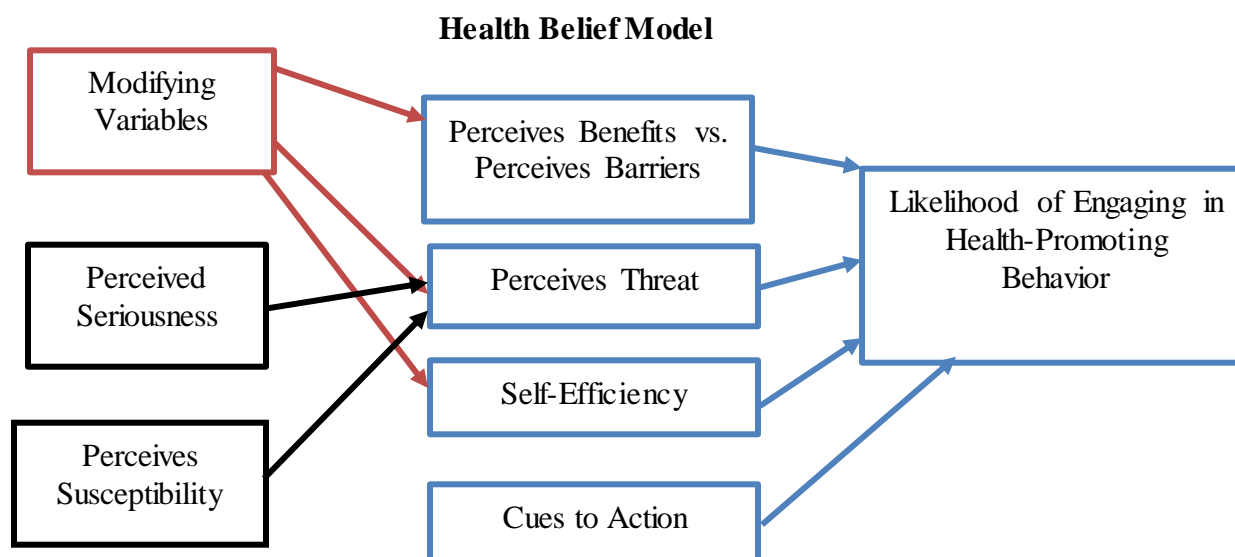 Health Belief Model
Modifying
Variables
Perceives Benefits vs.
Perceives Barriers
Likelihood of Engaging in
Health-Promoting
Behavior
Perceived
Seriousness
Perceives Threat
Self-Efficiency
Perceives
Susceptibility
Cues to Action